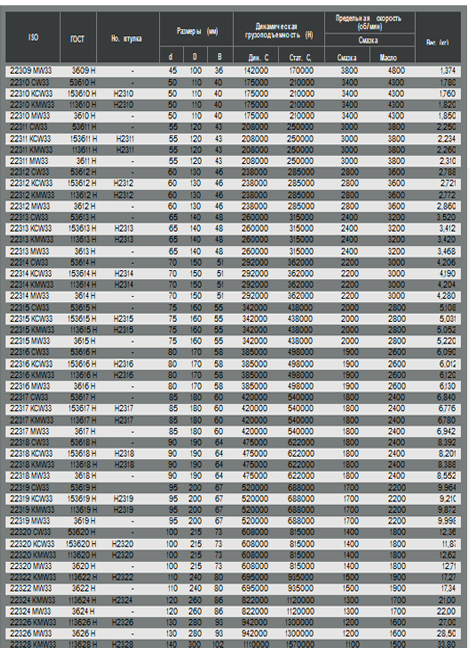 ISO ГОСТ Но. втулка Размеры (мм) Динамическая грузоподъемность (Н) Предельная скорость (об/мин) Вес (кг)
Смазка
d D B Дин. C Стат. C, Смазка Масло
22309 MW33 3609 H - 45 100 36 142000 170000 3800 4800 1,374
22310 CW33 53610 H - 50 110 40 175000 210000 3400 4300 1,780
22310 KCW33 153610 H H2310 50 110 40 175000 210000 3400 4300 1,760
22310 KMW33 113610 H H2310 50 110 40 175000 210000 3400 4300 1,820
22310 MW33 3610 H - 50 110 40 175000 210000 3400 4300 1,850
22311 CW33 53611 H - 55 120 43 208000 250000 3000 3800 2,250
22311 KCW33 153611 H H2311 55 120 43 208000 250000 3000 3800 2,234
22311 KMW33 113611 H H2311 55 120 43 208000 250000 3000 3800 2,266
22311 MW33 3611 H - 55 120 43 208000 250000 3000 3800 2,310
22312 CW33 53612 H - 60 130 46 238000 285000 2800 3600 2,788
22312 KCW33 153612 H H2312 60 130 46 238000 285000 2800 3600 2,721
22312 KMW33 113612 H H2312 60 130 46 238000 285000 2800 3600 2,772
22312 MW33 3612 H - 60 130 46 238000 285000 2800 3600 2,860
22313 CW33 53613 H - 65 140 48 260000 315000 2400 3200 3,520
22313 KCW33 153613 H H2313 65 140 48 260000 315000 2400 3200 3,412
22313 KMW33 113613 H H2313 65 140 48 260000 315000 2400 3200 3,420
22313 MW33 3613 H - 65 140 48 260000 315000 2400 3200 3,468
22314 CW33 53614 H - 70 150 51 292000 362000 2200 3000 4,206
22314 KCW33 153614 H H2314 70 150 51 292000 362000 2200 3000 4,190
22314 KMW33 113614 H H2314 70 150 51 292000 362000 2200 3000 4,204
22314 MW33 3614 H - 70 150 51 292000 362000 2200 3000 4,280
22315 CW33 53615 H - 75 160 55 342000 438000 2000 2800 5,108
22315 KCW33 153615 H H2315 75 160 55 342000 438000 2000 2800 5,031
22315 KMW33 113615 H H2315 75 160 55 342000 438000 2000 2800 5,052
22315 MW33 3615 H - 75 160 55 342000 438000 2000 2800 5,220
22316 CW33 53616 H - 80 170 58 385000 498000 1900 2600 6,090
22316 KCW33 153616 H H2316 80 170 58 385000 498000 1900 2600 6,012
22316 KMW33 113616 H H2316 80 170 58 385000 498000 1900 2600 6,120
22316 MW33 3616 H - 80 170 58 385000 498000 1900 2600 6,130
22317 CW33 53617 H - 85 180 60 420000 540000 1800 2400 6,840
22317 KCW33 153617 H H2317 85 180 60 420000 540000 1800 2400 6,776
22317 KMW33 113617 H H2317 85 180 60 420000 540000 1800 2400 6,780
22317 MW33 3617 H - 85 180 60 420000 540000 1800 2400 6,942
22318 CW33 53618 H - 90 190 64 475000 622000 1800 2400 8,392
22318 KCW33 153618 H H2318 90 190 64 475000 622000 1800 2400 8,201
22318 KMW33 113618 H H2318 90 190 64 475000 622000 1800 2400 8,388
22318 MW33 3618 H - 90 190 64 475000 622000 1800 2400 8,552
22319 CW33 53619 H - 95 200 67 520000 688000 1700 2200 9,964
22319 KCW33 153619 H H2319 95 200 67 520000 688000 1700 2200 9,210
22319 KMW33 113619 H H2319 95 200 67 520000 688000 1700 2200 9,872
22319 MW33 3619 H - 95 200 67 520000 688000 1700 2200 9,998
22320 CW33 53620 H - 100 215 73 608000 815000 1400 1800 12,36
22320 KCW33 153620 H H2320 100 215 73 608000 815000 1400 1800 11,87
22320 KMW33 113620 H H2320 100 215 73 608000 815000 1400 1800 12,62
22320 MW33 3620 H - 100 215 73 608000 815000 1400 1800 12,71
22322 KMW33 113622 H H2322 110 240 80 695000 935000 1500 1900 17,27
22322 MW33 3622 H - 110 240 80 695000 935000 1500 1900 17,34
22324 KMW33 113624 H H2324 120 260 86 822000 1120000 1300 1700 21,00
22324 MW33 3624 H - 120 260 86 822000 1120000 1300 1700 22,00
22326 KMW33 113626 H H2326 130 280 93 942000 1300000 1200 1600 27,00
22326 MW33 3626 H - 130 280 93 942000 1300000 1200 1600 28,50
22328 KMW33 113628 H H2328 140 300 102 1110000 1570000 1100 1500 33,80